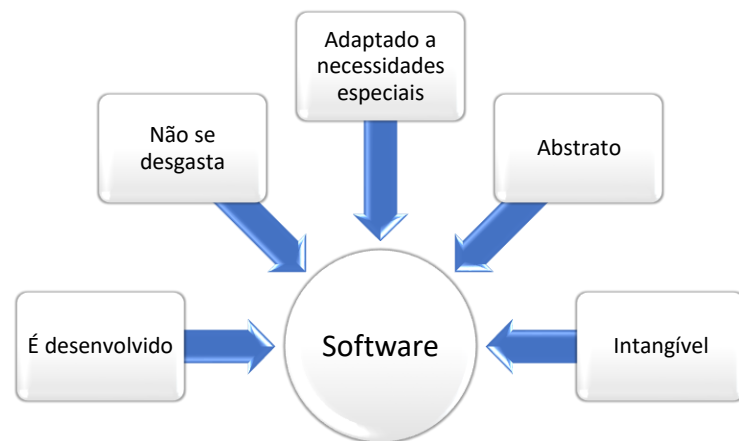 Adaptado a
necessidades
especiais
Não se
desgasta
Abstrato
É desenvolvido
Software
Intangível